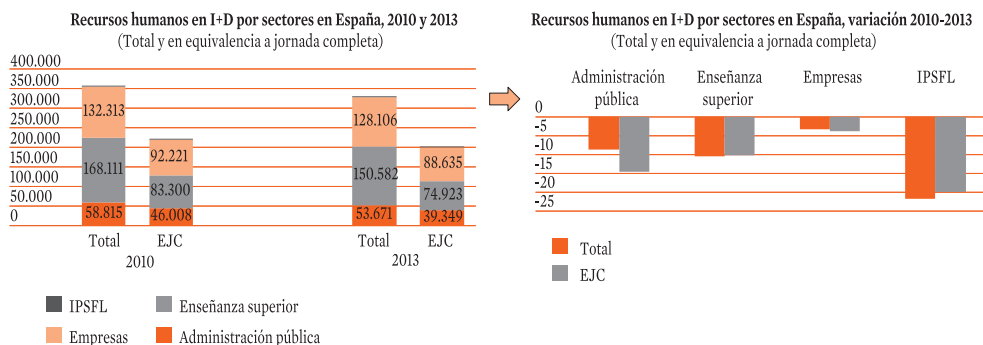 Recursos humanos en I+D por sectores en España, 2010 y 2013
(Total y en equivalencia a jornada completa)
400.000
350.000
300.000
250.000
200.000
150.000
100.000
50.000
0
132.313
168.111
58.815
92.221
83.300
46.008
128.106
150.582
53.671
88.635
74.923
39.349
Total
EJC
Total
EJC
2010
2013
IPSFL
Enseñanza superior
Empresas
Administración pública
Recursos humanos en I+D por sectores en España, variación 2010-2013
(Total y en equivalencia a jornada completa)
Administración
pública
Enseñanza
superior
Empresas
IPSFL
0
-5
-10
-15
-20
-25
Total
EJC